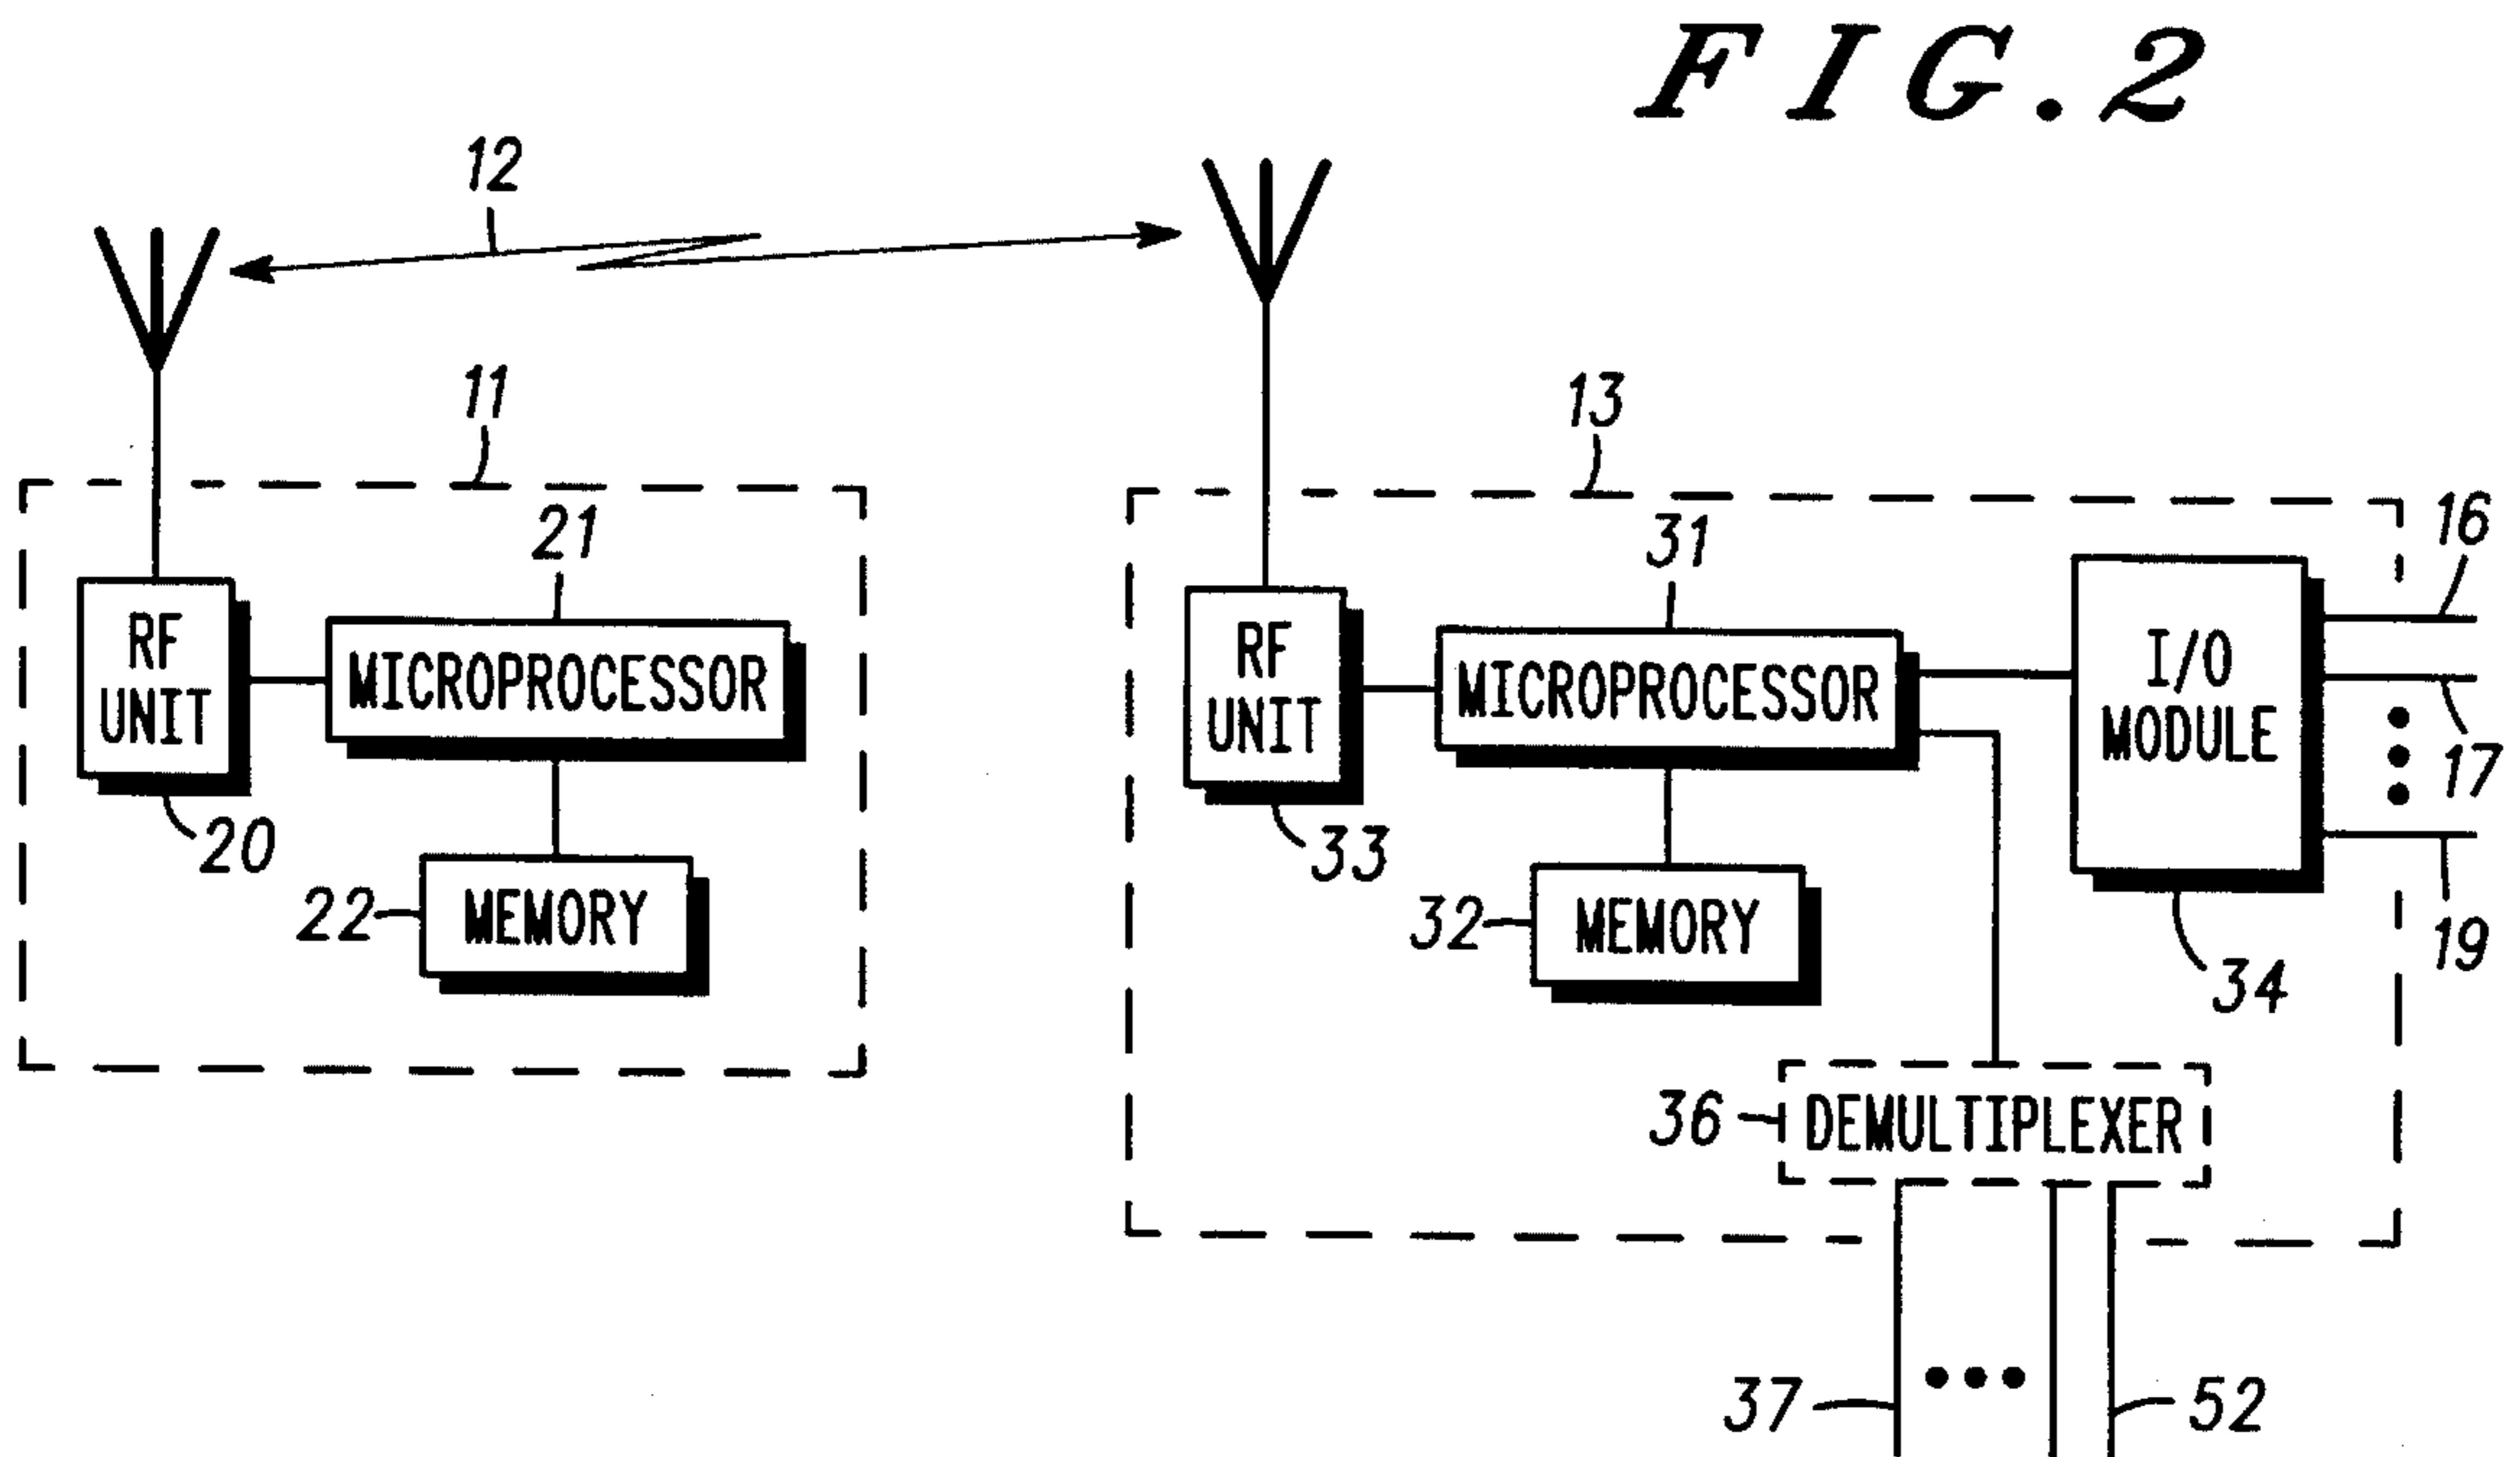 FIG.2
12
11
13
21
31
16
RF
UNIT
MICROPROCESSOR
RF
UNIT
MICROPROCESSOR
I/O
MODULE
17
20
33
22
MEMORY
32
MEMORY
19
34
36
DEMULTIPLEXER
37
52